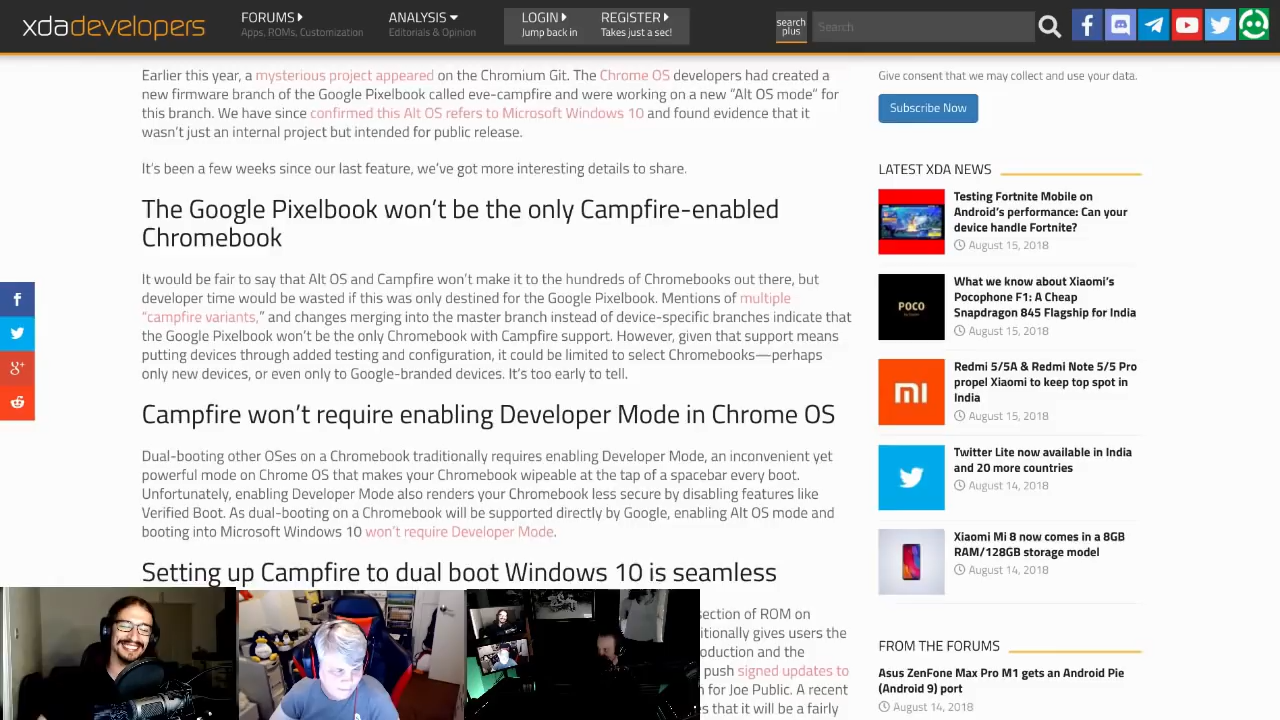 xdadevelopers
FORUMS
Apps, ROMs, Customization
ANALYSIS
Editorials & Opinion
LOGIN
Jump back in
REGISTER
Takes just a sec!
search plus
Search
Earlier this year, a mysterious project appeared on the Chromium Git. The Chrome OS developers had created a
new firmware branch of the Google Pixelbook called eve-campfire and were working on a new “Alt OS mode” for
this branch. We have since confirmed this Alt OS refers to Microsoft Windows 10 and found evidence that it
wasn’t just an internal project but intended for public release.
It’s been a few weeks since our last feature, we’ve got more interesting details to share.
The Google Pixelbook won’t be the only Campfire-enabled
Chromebook
It would be fair to say that Alt OS and Campfire won’t make it to the hundreds of Chromebooks out there, but
developer time would be wasted if this was only destined for the Google Pixelbook. Mentions of multiple
“campfire variants,” and changes merging into the master branch instead of device-specific branches indicate that
the Google Pixelbook won’t be the only Chromebook with Campfire support. However, given that support means
putting devices through added testing and configuration, it could be limited to select Chromebooks—perhaps
only new devices, or even only to Google-branded devices. It’s too early to tell.
Campfire won’t require enabling Developer Mode in Chrome OS
Dual-booting other OSes on a Chromebook traditionally requires enabling Developer Mode, an inconvenient yet
powerful mode on Chrome OS that makes your Chromebook wipeable at the tap of a spacebar every boot.
Unfortunately, enabling Developer Mode also renders your Chromebook less secure by disabling features like
Verified Boot. As dual-booting on a Chromebook will be supported directly by Google, enabling Alt OS mode and
booting into Microsoft Windows 10 won’t require Developer Mode.
Setting up Campfire to dual boot Windows 10 is seamless
section of ROM on
itionally gives users the
oduction and the
push signed updates to
n for Joe Public. A recent
es that it will be a fairly
Give consent that we may collect and use your data.
Subscribe Now
LATEST XDA NEWS
Testing Fortnite Mobile on
Android’s performance: Can your
device handle Fortnite?
August 15, 2018
POCO
What we know about Xiaomi’s
Pocophone F1: A Cheap
Snapdragon 845 Flagship for India
August 15, 2018
Redmi 5/5A & Redmi Note 5/5 Pro
propel Xiaomi to keep top spot in
India
August 15, 2018
Twitter Lite now available in India
and 20 more countries
August 14, 2018
Xiaomi Mi 8 now comes in a 8GB
RAM/128GB storage model
August 14, 2018
FROM THE FORUMS
Asus ZenFone Max Pro M1 gets an Android Pie
(Android 9) port
August 14, 2018